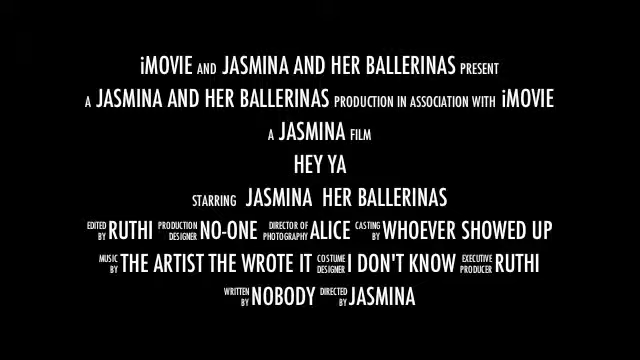 iMOVIE AND JASMINA AND HER BALLERINAS PRESENT
A JASMINA AND HER BALLERINAS PRODUCTION IN ASSOCIATION WITH iMOVIE
A JASMINA FILM
HEY YA
STARRING JASMINA HER BALLERINAS
EDITED BY RUTHI PRODUCTION DESIGNER NO-ONE DIRECTOR OF PHOTOGRAPHY ALICE CASTING BY WHOEVER SHOWED UP
MUSIC BY THE ARTIST THE WROTE IT COSTUME DESIGNER I DON'T KNOW EXECUTIVE PRODUCER RUTHI
WRITTEN BY NOBODY DIRECTED BY JASMINA